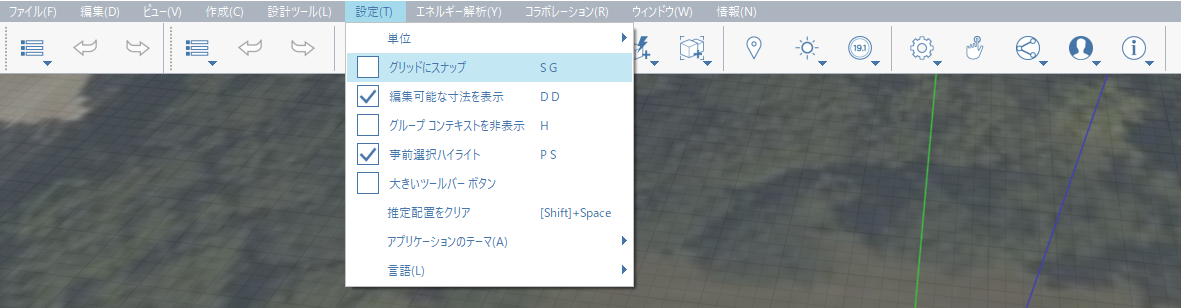 ファイル(F) 編集(D) ビュー(V) 作成(C) 設計ツール(L) 設定(T) エネルギー解析(Y) コラボレーション(R) ウィンドウ(W) 情報(N)
19.1
単位
グリッドにスナップ S G
編集可能な寸法を表示 D D
グループ コンテキストを非表示 H
事前選択ハイライト P S
大きいツールバー ボタン
推定配置をクリア [Shift]+Space
アプリケーションのテーマ(A)
言語(L)